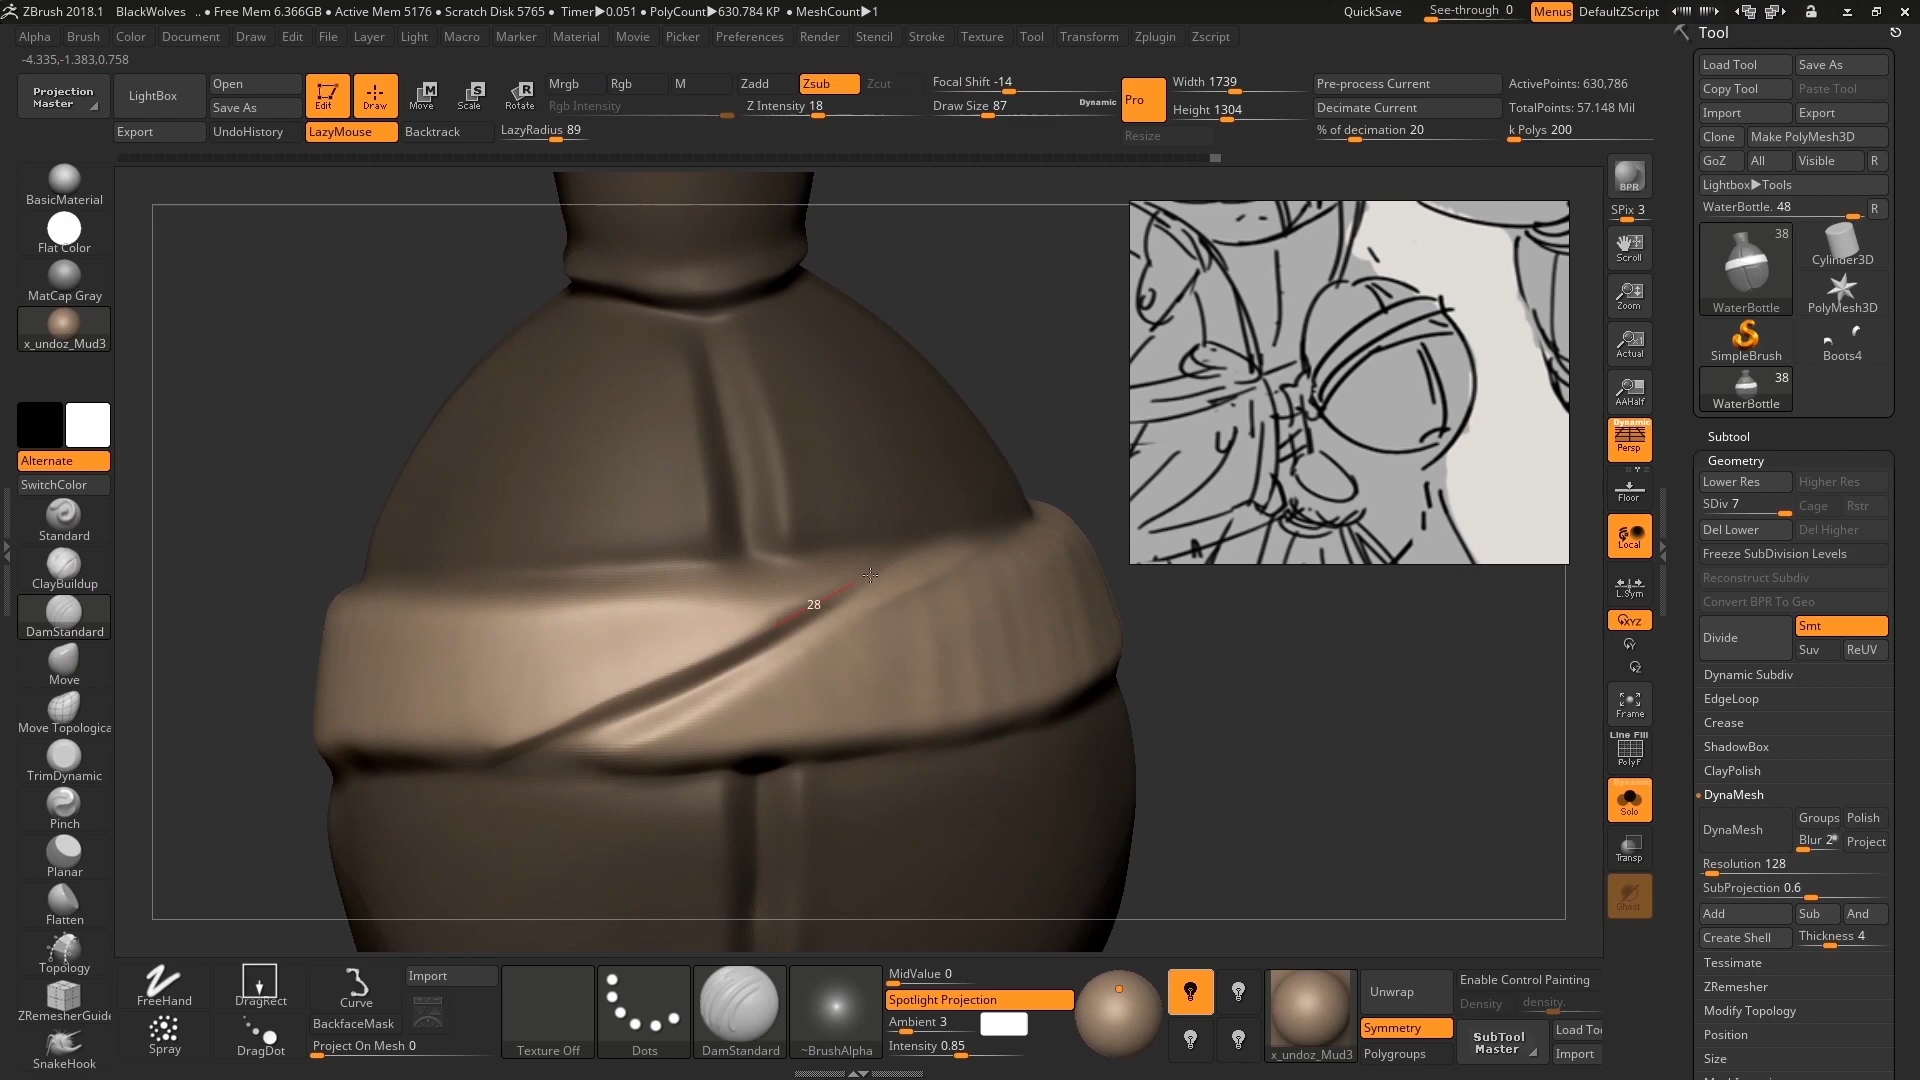 ZBrush 2018.1 BlackWolves .. • Free Mem 6.366GB • Active Mem 5176 • Scratch Disk 5765 • Timer▶0.051 • PolyCount▶630.784 KP • MeshCount▶1 QuickSave See-through 0 Menus DefaultZScript
Alpha Brush Color Document Draw Edit File Layer Light Macro Marker Material Movie Picker Preferences Render Stencil Stroke Texture Tool Transform Zplugin Zscript
-4.335,-1.383,0.758
Projection Master
LightBox
Open
Save As
Export
UndoHistory
Edit
Draw
Move
Scale
Rotate
LazyMouse
Backtrack
LazyRadius 89
Mrgb Rgb M
Rgb Intensity
Zadd Zsub Zcut
Z Intensity 18
Focal Shift -14
Draw Size 87
Dynamic
Pro
Width 1739
Height 1304
Resize
Pre-process Current
Decimate Current
% of decimation 20
ActivePoints: 630,786
TotalPoints: 57.148 Mil
k Polys 200
BasicMaterial
Flat Color
MatCap Gray
x_undoz_Mud3
Alternate
SwitchColor
Standard
ClayBuildup
DamStandard
Move
Move Topologica
TrimDynamic
Pinch
Planar
Flatten
Topology
ZRemesherGuide
SnakeHook
28
BPR
SPix 3
Scroll
Zoom
Actual
AAHalf
Dynamic
Persp
Floor
Local
L.Sym
XYZ
Frame
Line Fill
PolyF
Dynamic
Solo
Transp
Ghost
Tool
Load Tool Save As
Copy Tool Paste Tool
Import Export
Clone Make PolyMesh3D
GoZ All Visible R
Lightbox▶Tools
WaterBottle. 48 R
38
WaterBottle
Cylinder3D
PolyMesh3D
SimpleBrush
Boots4
38
WaterBottle
Subtool
Geometry
Lower Res Higher Res
SDiv 7 Cage Rstr
Del Lower Del Higher
Freeze SubDivision Levels
Reconstruct Subdiv
Convert BPR To Geo
Divide Smt
Suv ReUV
Dynamic Subdiv
EdgeLoop
Crease
ShadowBox
ClayPolish
DynaMesh
DynaMesh Groups Polish
Blur 2 Project
Resolution 128
SubProjection 0.6
Add Sub And
Create Shell Thickness 4
Tessimate
ZRemesher
Modify Topology
Position
Size
FreeHand
DragRect
Curve
Import
Spray
DragDot
BackfaceMask
Project On Mesh 0
Texture Off
Dots
DamStandard
~BrushAlpha
MidValue 0
Spotlight Projection
Ambient 3
Intensity 0.85
x_undoz_Mud3
Unwrap
Symmetry
Polygroups
Enable Control Painting
Density density.
SubTool Master
Load Too
Import